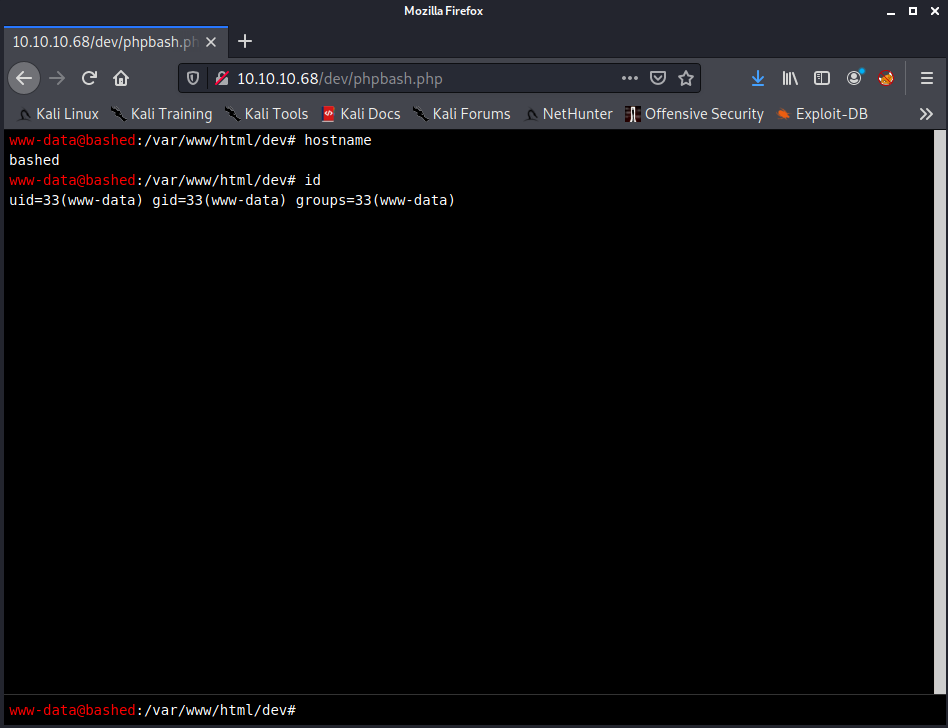 Mozilla Firefox
10.10.10.68/dev/phpbash.ph
10.10.10.68/dev/phpbash.php
Kali Linux Kali Training Kali Tools Kali Docs Kali Forums NetHunter Offensive Security Exploit-DB
www-data@bashed:/var/www/html/dev# hostname
bashed
www-data@bashed:/var/www/html/dev# id
uid=33(www-data) gid=33(www-data) groups=33(www-data)
www-data@bashed:/var/www/html/dev#